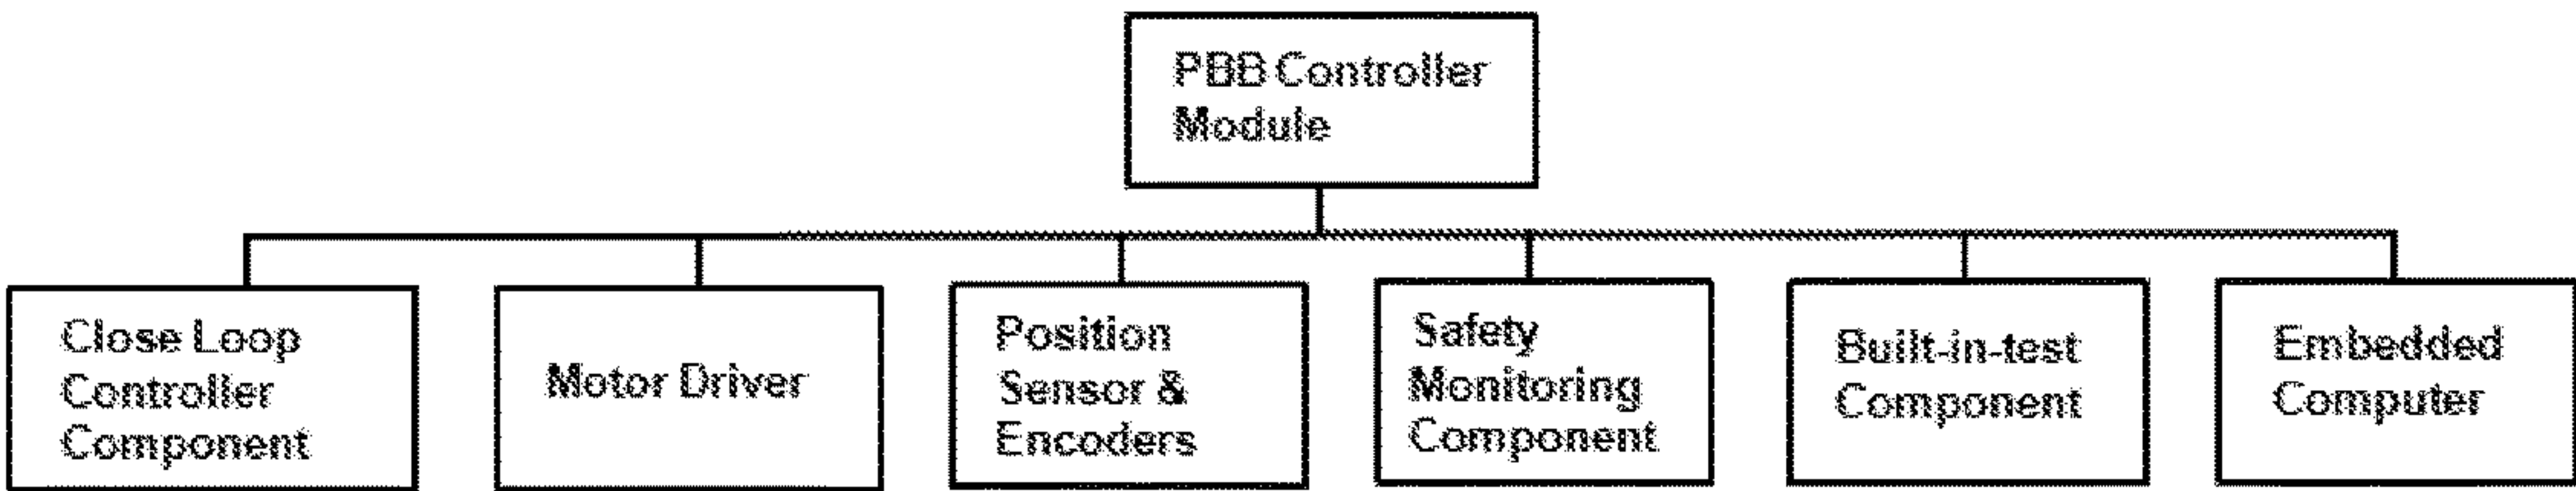 PBB Controller
Module
Close Loop
Controller
Component
Motor Driver
Position
Sensor &
Encoders
Safety
Monitoring
Component
Built-in-test
Component
Embedded
Computer